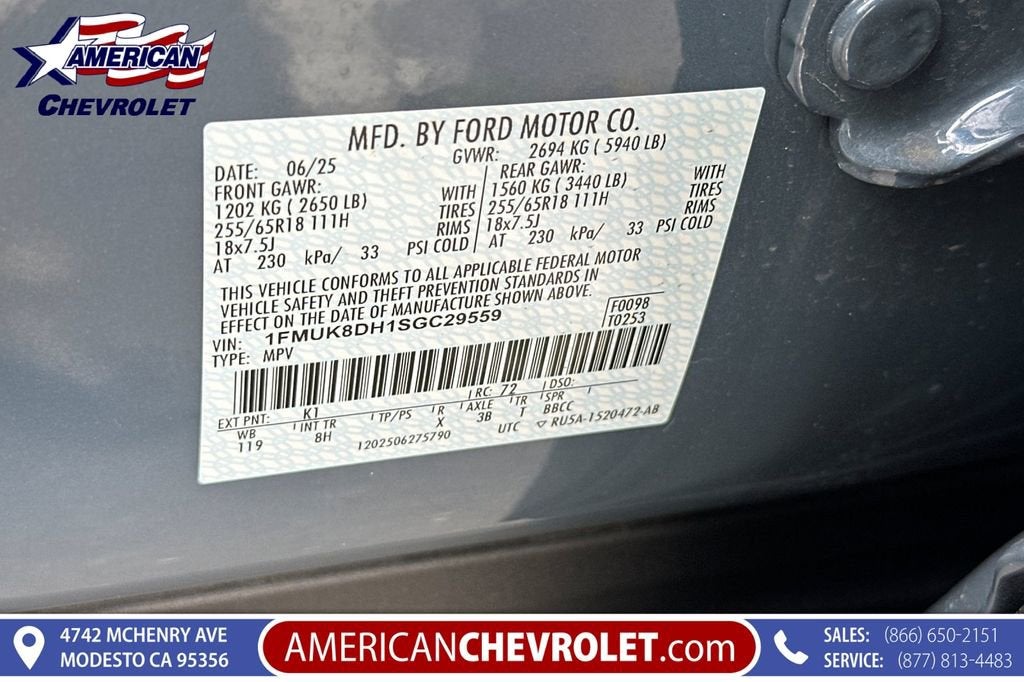 AMERICAN
CHEVROLET
MFD. BY FORD MOTOR CO.
DATE: 06/25 GVWR: 2694 KG ( 5940 LB)
FRONT GAWR: REAR GAWR:
1202 KG ( 2650 LB) WITH 1560 KG ( 3440 LB) WITH
255/65R18 111H TIRES 255/65R18 111H TIRES
18x7.5J RIMS 18x7.5J RIMS
AT 230 kPa/ 33 PSI COLD AT 230 kPa/ 33 PSI COLD
THIS VEHICLE CONFORMS TO ALL APPLICABLE FEDERAL MOTOR
VEHICLE SAFETY AND THEFT PREVENTION STANDARDS IN
EFFECT ON THE DATE OF MANUFACTURE SHOWN ABOVE.
VIN: 1FMUK8DH1SGC29559 F0098
TYPE: MPV T0253
EXT PNT: K1 RC: 72 DSO:
WB INT TR TP/PS R AXLE TR SPR
119 8H X 3B T BBCC
1202506275790 UTC RU5A-1520472-AB
4742 MCHENRY AVE
MODESTO CA 95356
AMERICANCHEVROLET.com
SALES: (866) 650-2151
SERVICE: (877) 813-4483